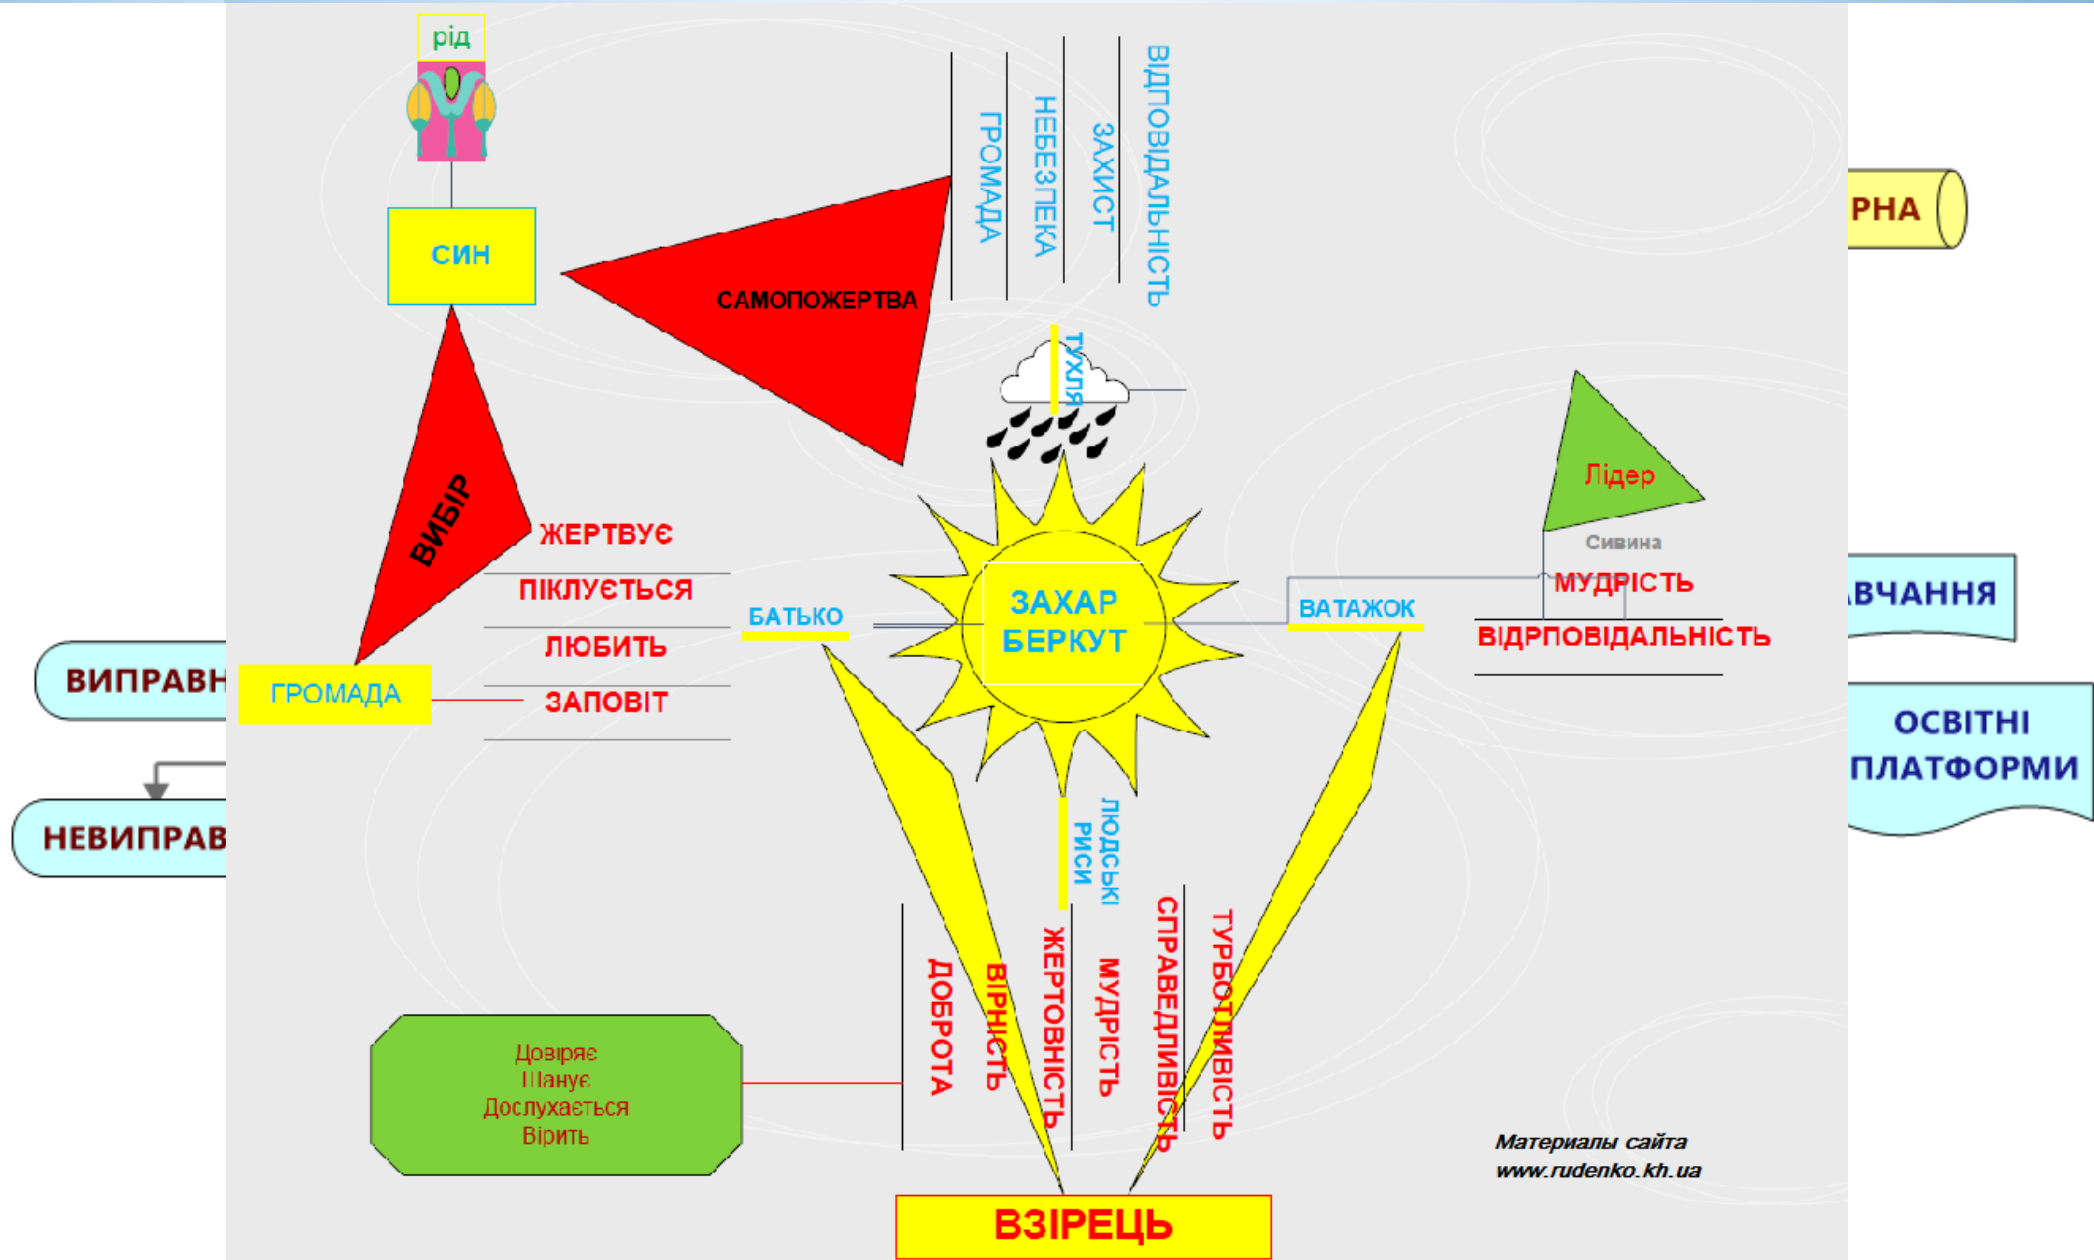 рід
СИН
САМОПОЖЕРТВА
ГРОМАДА
НЕБЕЗПЕКА
ЗАХИСТ
ВІДПОВІДАЛЬНІСТЬ
ТУХЛЯ
РНА
Лідер
Сивина
МУДРІСТЬ
ВІДРПОВІДАЛЬНІСТЬ
ВИБІР
ЖЕРТВУЄ
ПІКЛУЄТЬСЯ
ЛЮБИТЬ
ЗАПОВІТ
БАТЬКО
ЗАХАР
БЕРКУТ
ВАТАЖОК
АВЧАННЯ
ВИПРАВН
ГРОМАДА
ОСВІТНІ
ПЛАТФОРМИ
НЕВИПРАВ
ЛЮДСЬКІ
РИСИ
ДОБРОТА
ВІРНІСТЬ
ЖЕРТОВНІСТЬ
МУДРІСТЬ
СПРАВЕДЛИВІСТЬ
ТУРБОТЛИВІСТЬ
Довіряє
Шанує
Дослухається
Вірить
Материалы сайта
www.rudenko.kh.ua
ВЗІРЕЦЬ